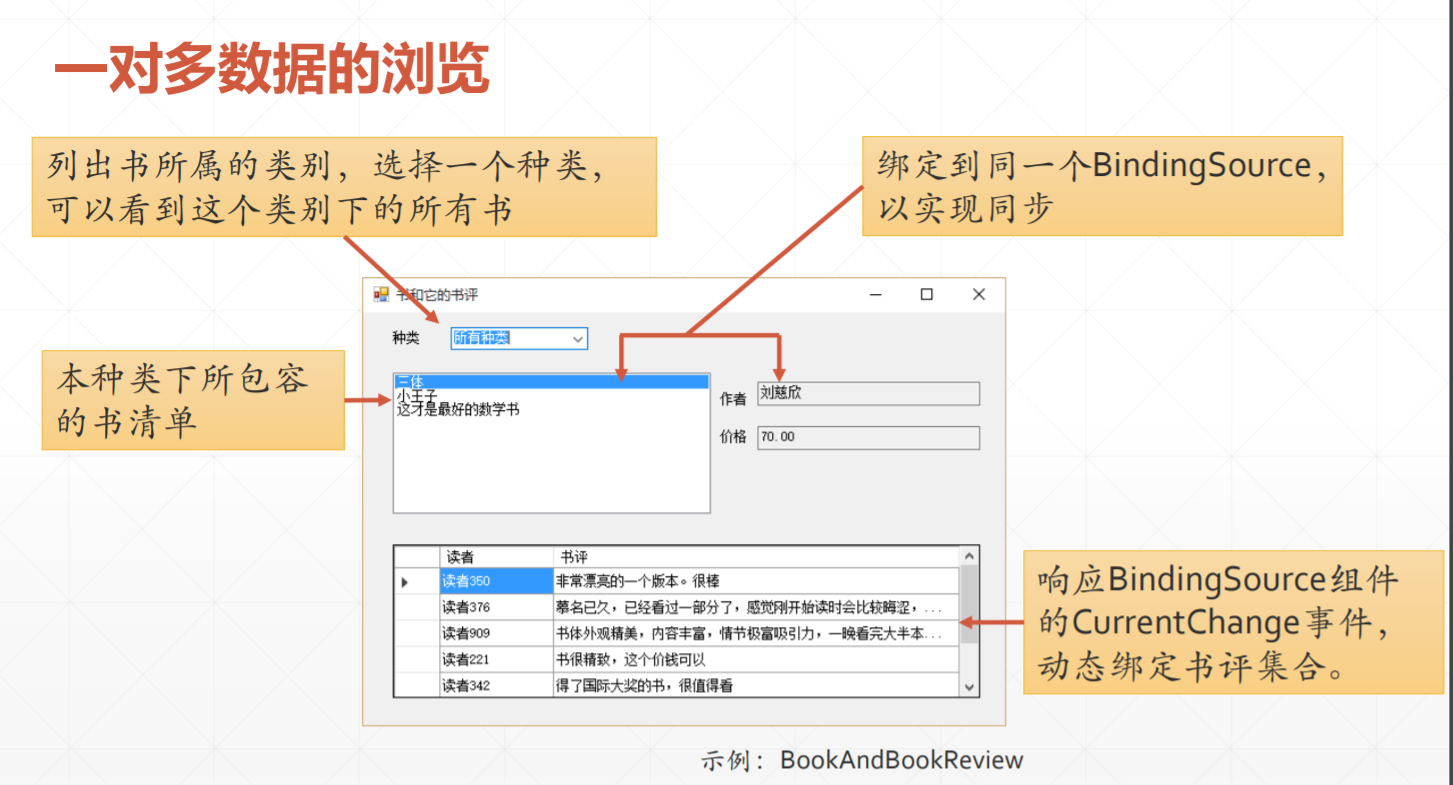 一对多数据的浏览
列出书所属的类别，选择一个种类，
可以看到这个类别下的所有书
绑定到同一个BindingSource，
以实现同步
书和它的书评
种类
所有种类
本种类下所包容
的书清单
三体
小王子
这才是最好的数学书
作者
刘慈欣
价格
70.00
读者 书评
读者350 非常漂亮的一个版本。很棒
读者376 慕名已久，已经看过一部分了，感觉刚开始读时会比较晦涩，...
读者909 书体外观精美，内容丰富，情节极富吸引力，一晚看完大半本...
读者221 书很精致，这个价钱可以
读者342 得了国际大奖的书，很值得看
响应BindingSource组件
的CurrentChange事件，
动态绑定书评集合。
示例：BookAndBookReview